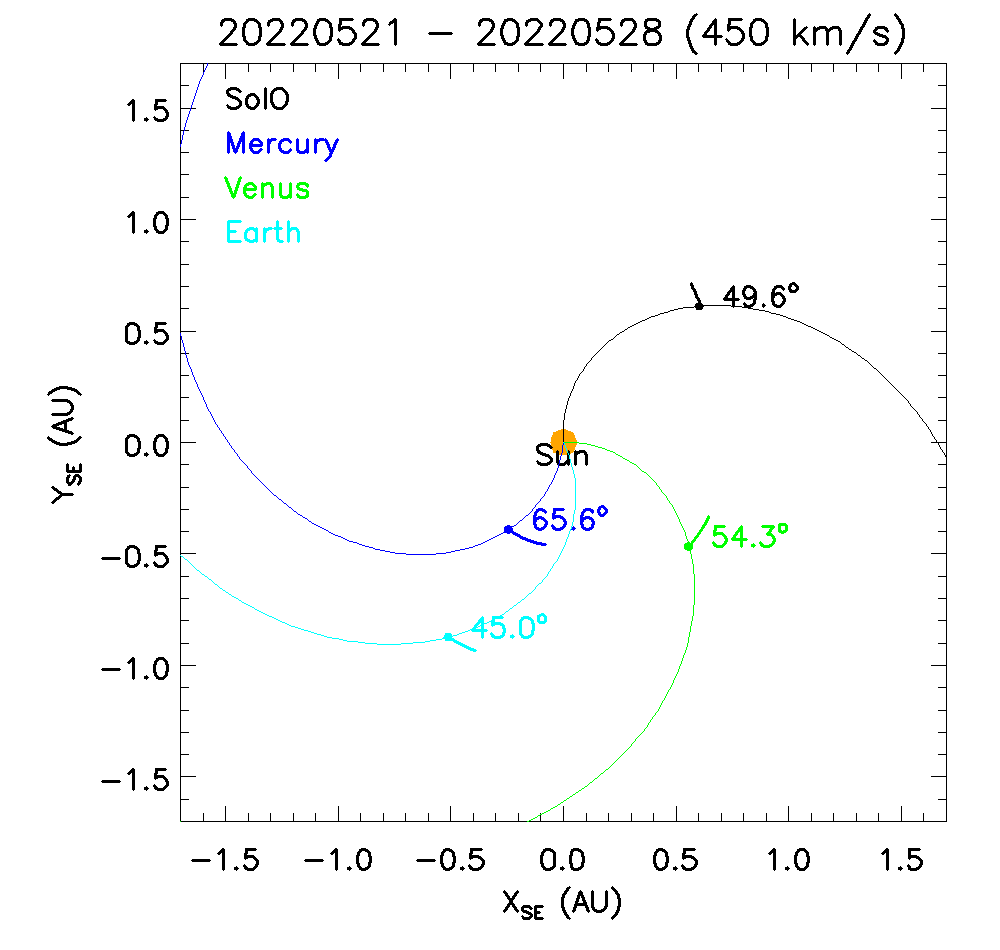 20220521 − 20220528 (450 km/s)
SolO
Mercury
Venus
Earth
1.5
1.0
0.5
0.0
−0.5
−1.0
−1.5
Y_SE (AU)
49.6°
Sun
65.6°
54.3°
45.0°
−1.5 −1.0 −0.5 0.0 0.5 1.0 1.5
X_SE (AU)